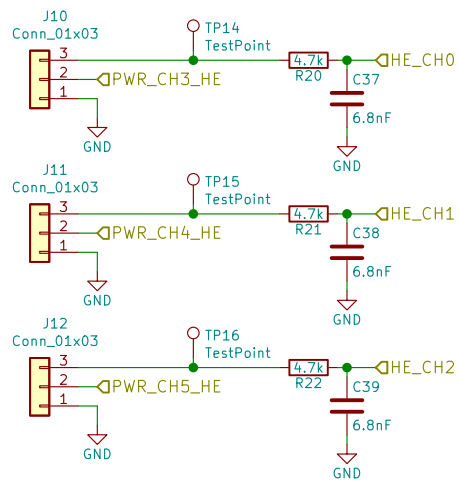 J10
Conn_01x03
3
2
1
PWR_CH3_HE
GND
TP14
TestPoint
4.7k
R20
HE_CH0
C37
6.8nF
GND
J11
Conn_01x03
3
2
1
PWR_CH4_HE
GND
TP15
TestPoint
4.7k
R21
HE_CH1
C38
6.8nF
GND
J12
Conn_01x03
3
2
1
PWR_CH5_HE
GND
TP16
TestPoint
4.7k
R22
HE_CH2
C39
6.8nF
GND